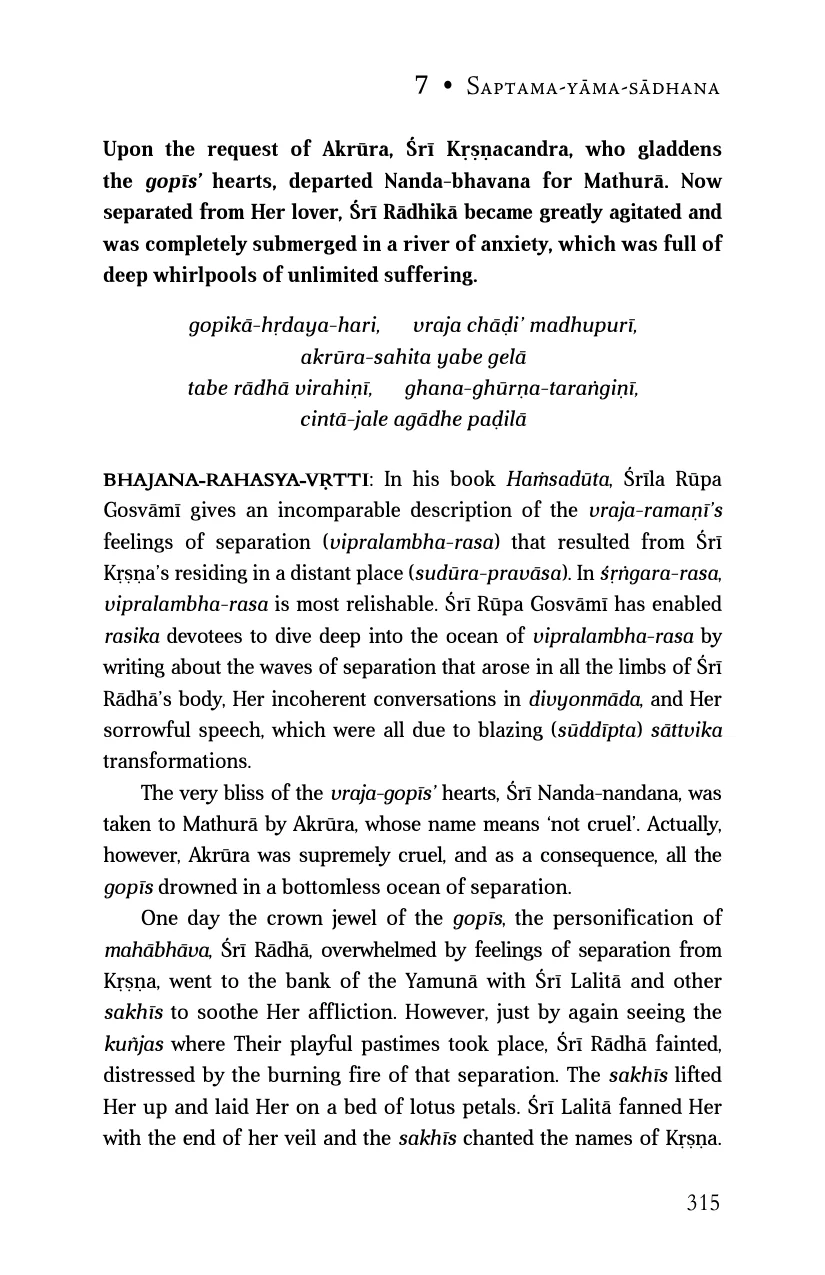 7 • Saptama-yāma-sādhana
Upon the request of Akrūra, Śrī Kṛṣṇacandra, who gladdens
the gopīs’ hearts, departed Nanda-bhavana for Mathurā. Now
separated from Her lover, Śrī Rādhikā became greatly agitated and
was completely submerged in a river of anxiety, which was full of
deep whirlpools of unlimited suffering.
gopikā-hṛdaya-hari, vraja chāḍi’ madhupurī,
akrūra-sahita yabe gelā
tabe rādhā virahiṇī, ghana-ghūrṇa-taraṅgiṇī,
cintā-jale agādhe paḍilā
BHAJANA-RAHASYA-VṚTTI: In his book Haṁsadūta, Śrīla Rūpa
Gosvāmī gives an incomparable description of the vraja-ramaṇī’s
feelings of separation (vipralambha-rasa) that resulted from Śrī
Kṛṣṇa’s residing in a distant place (sudūra-pravāsa). In śṛṅgara-rasa,
vipralambha-rasa is most relishable. Śrī Rūpa Gosvāmī has enabled
rasika devotees to dive deep into the ocean of vipralambha-rasa by
writing about the waves of separation that arose in all the limbs of Śrī
Rādhā’s body, Her incoherent conversations in divyonmāda, and Her
sorrowful speech, which were all due to blazing (sūddīpta) sāttvika
transformations.
The very bliss of the vraja-gopīs’ hearts, Śrī Nanda-nandana, was
taken to Mathurā by Akrūra, whose name means ‘not cruel’. Actually,
however, Akrūra was supremely cruel, and as a consequence, all the
gopīs drowned in a bottomless ocean of separation.
One day the crown jewel of the gopīs, the personification of
mahābhāva, Śrī Rādhā, overwhelmed by feelings of separation from
Kṛṣṇa, went to the bank of the Yamunā with Śrī Lalitā and other
sakhīs to soothe Her affliction. However, just by again seeing the
kuñjas where Their playful pastimes took place, Śrī Rādhā fainted,
distressed by the burning fire of that separation. The sakhīs lifted
Her up and laid Her on a bed of lotus petals. Śrī Lalitā fanned Her
with the end of her veil and the sakhīs chanted the names of Kṛṣṇa.
315